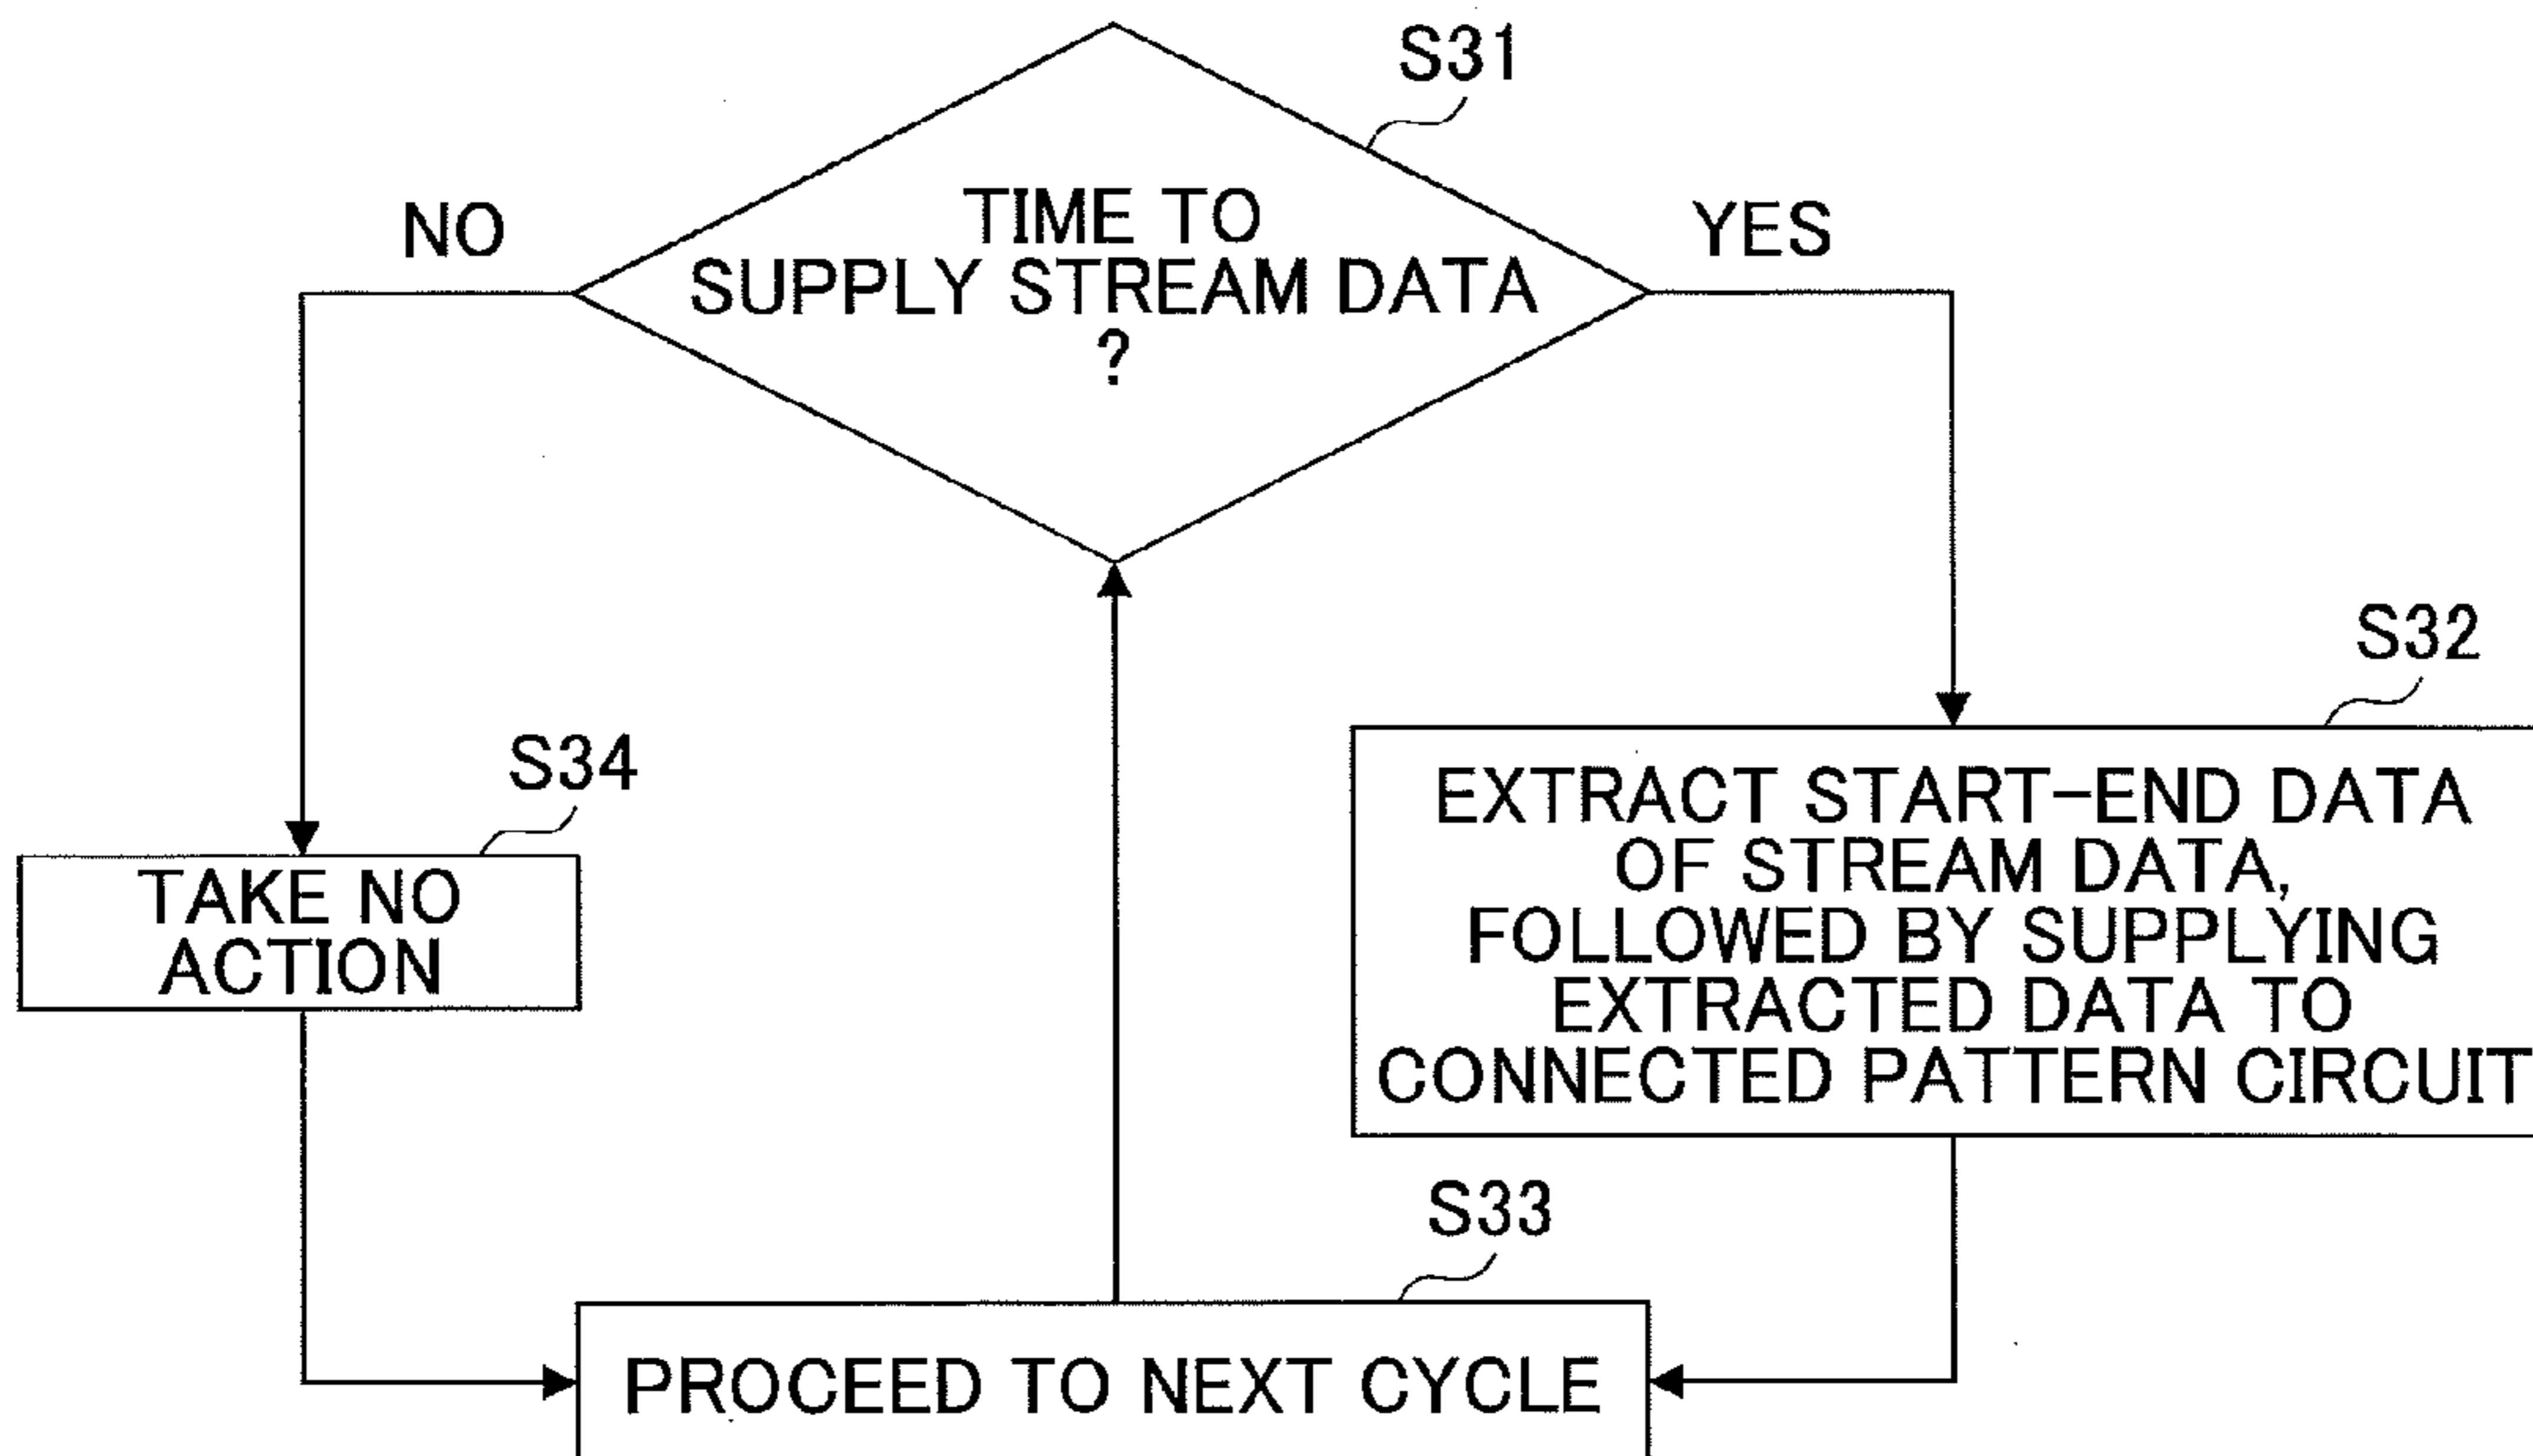 S31
TIME TO
SUPPLY STREAM DATA
?
NO
YES
S32
EXTRACT START-END DATA
OF STREAM DATA,
FOLLOWED BY SUPPLYING
EXTRACTED DATA TO
CONNECTED PATTERN CIRCUIT
S34
TAKE NO
ACTION
S33
PROCEED TO NEXT CYCLE